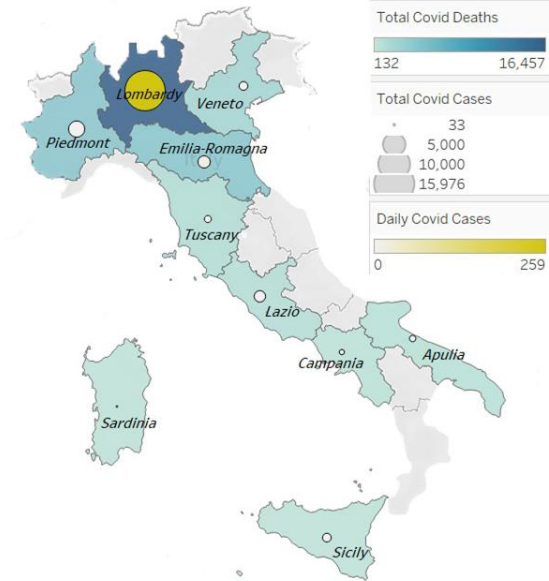 Total Covid Deaths
132 16,457
Total Covid Cases
33
5,000
10,000
15,976
Daily Covid Cases
0 259
Lombardy
Veneto
Piedmont
Emilia-Romagna
Italy
Tuscany
Lazio
Campania
Apulia
Sardinia
Sicily